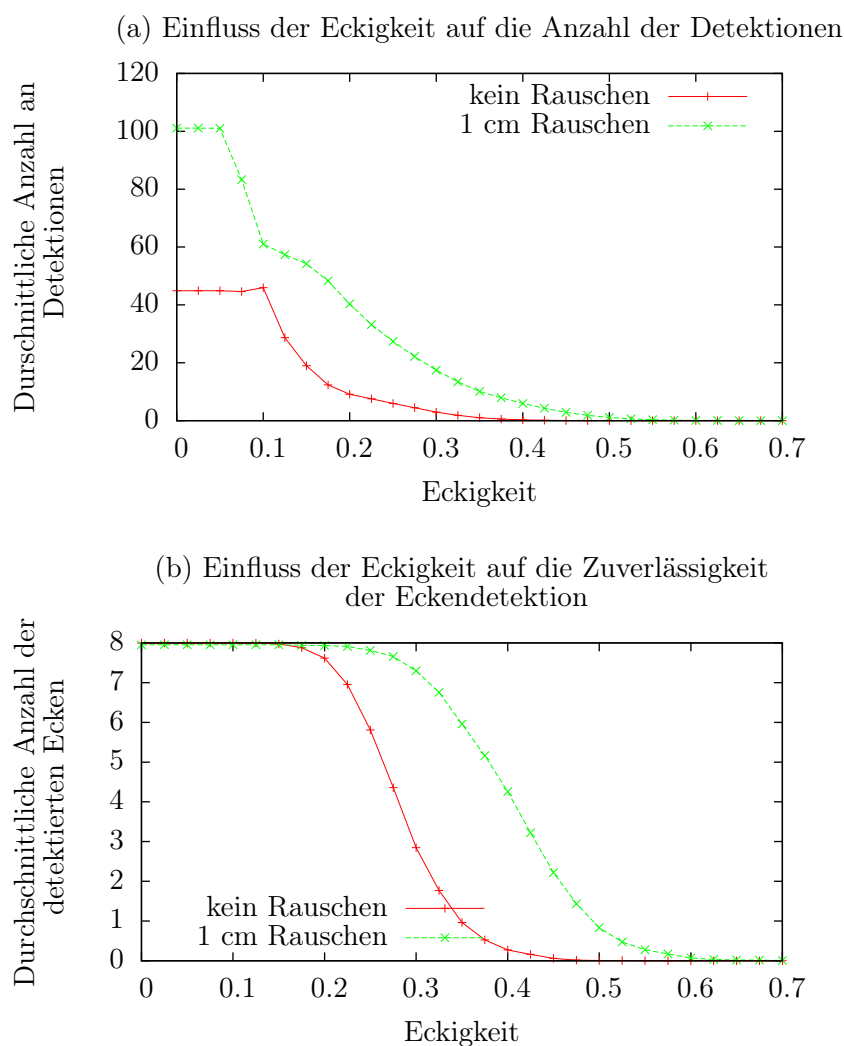 (a) Einfluss der Eckigkeit auf die Anzahl der Detektionen
Durschnittliche Anzahl an
Detektionen
120
100
80
60
40
20
0
kein Rauschen
1 cm Rauschen
0 0.1 0.2 0.3 0.4 0.5 0.6 0.7
Eckigkeit
(b) Einfluss der Eckigkeit auf die Zuverlässigkeit
der Eckendetektion
Durchschnittliche Anzahl der
detektierten Ecken
8
7
6
5
4
3
2
1
0
kein Rauschen
1 cm Rauschen
0 0.1 0.2 0.3 0.4 0.5 0.6 0.7
Eckigkeit